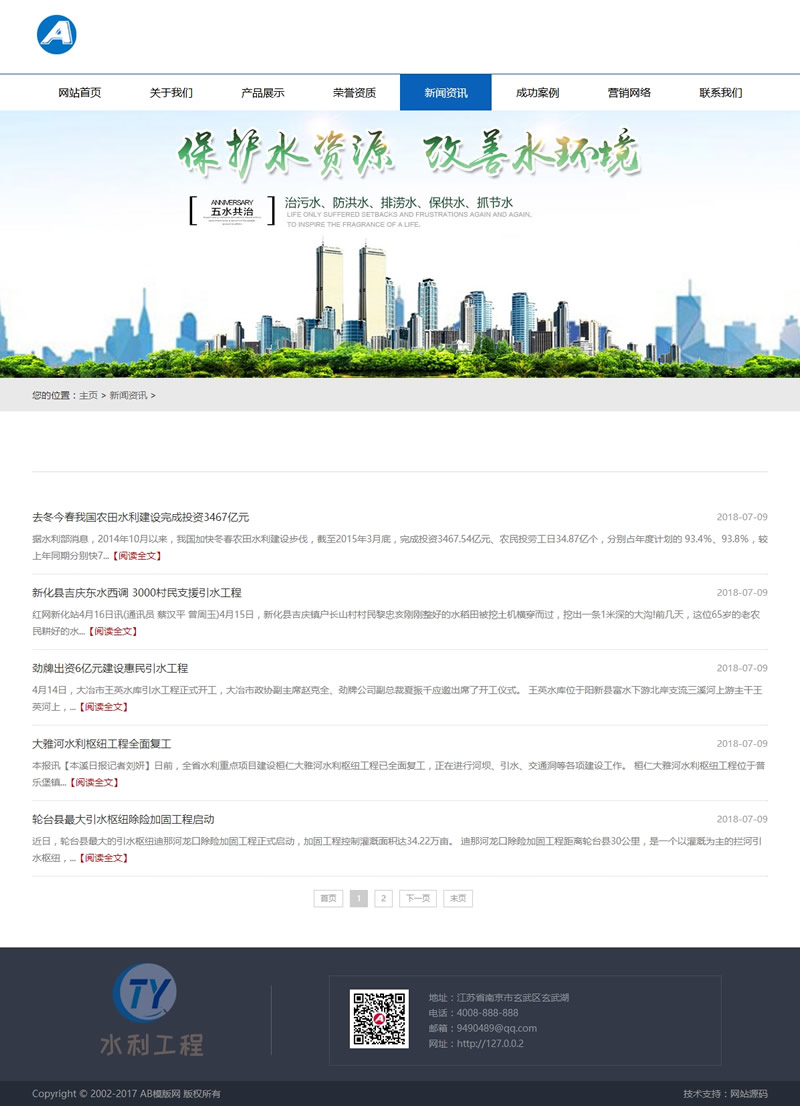 A
网站首页 关于我们 产品展示 荣誉资质 新闻资讯 成功案例 营销网络 联系我们
保护水资源 改善水环境
ANNIVERSARY
五水共治
治污水、防洪水、排涝水、保供水、抓节水
LIFE ONLY SUFFERED SETBACKS AND FRUSTRATIONS AGAIN AND AGAIN,
TO INSPIRE THE FRAGRANCE OF A LIFE.
您的位置：主页 > 新闻资讯 >
去冬今春我国农田水利建设完成投资3467亿元 2018-07-09
据水利部消息，2014年10月以来，我国加快冬春农田水利建设步伐，截至2015年3月底，完成投资3467.54亿元、农民投劳工日34.87亿个，分别占年度计划的 93.4%、93.8%，较
上年同期分别快7...【阅读全文】
新化县吉庆东水西调 3000村民支援引水工程 2018-07-09
红网新化站4月16日讯(通讯员 蔡汉平 曾周玉)4月15日，新化县吉庆镇户长山村村民黎忠亥刚刚整好的水稻田被挖土机横穿而过，挖出一条1米深的大沟!前几天，这位65岁的老农
民耕好的水...【阅读全文】
劲牌出资6亿元建设惠民引水工程 2018-07-09
4月14日，大冶市王英水库引水工程正式开工，大冶市政协副主席赵克全、劲牌公司副总裁夏振千应邀出席了开工仪式。 王英水库位于阳新县富水下游北岸支流三溪河上游主干王
英河上，...【阅读全文】
大雅河水利枢纽工程全面复工 2018-07-09
本报讯【本溪日报记者刘妍】日前，全省水利重点项目建设桓仁大雅河水利枢纽工程已全面复工，正在进行河坝、引水、交通洞等各项建设工作。 桓仁大雅河水利枢纽工程位于普
乐堡镇...【阅读全文】
轮台县最大引水枢纽除险加固工程启动 2018-07-09
近日，轮台县最大的引水枢纽迪那河龙口除险加固工程正式启动，加固工程控制灌溉面积达34.22万亩。 迪那河龙口除险加固工程距离轮台县30公里，是一个以灌溉为主的拦河引
水枢纽，...【阅读全文】
首页 1 2 下一页 末页
TY
水利工程
地址：江苏省南京市玄武区玄武湖
电话：4008-888-888
邮箱：9490489@qq.com
网址：http://127.0.0.2
Copyright © 2002-2017 AB模版网 版权所有 技术支持：网站源码